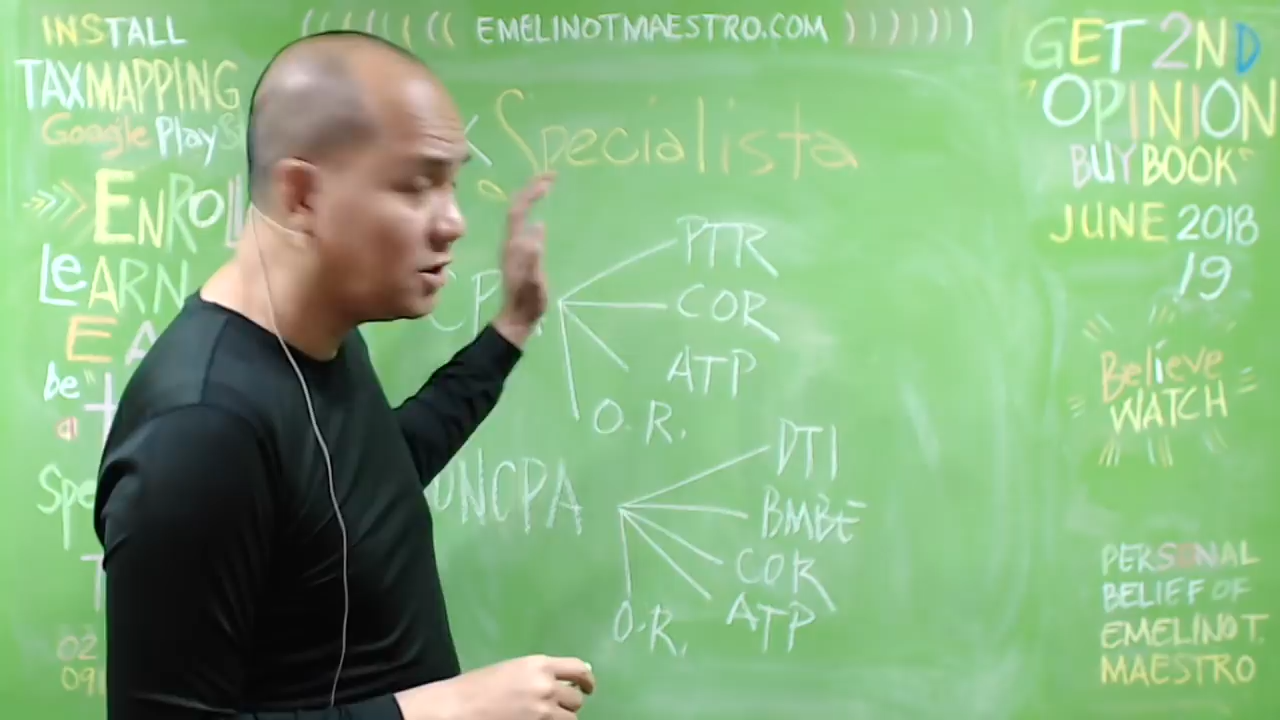 INSTALL
TAXMAPPING
Google Play
ENROL
LEARN
be
((((((( EMELINOTMAESTRO.COM )))))))
Specialista
PTR
COR
ATP
O.R.
NCPA
DTI
BMBE
COR
ATP
O.R.
GET 2ND
OPINION
BUY BOOK
JUNE 2018
19
Believe
WATCH
PERSONAL
BELIEF OF
EMELINO T.
MAESTRO